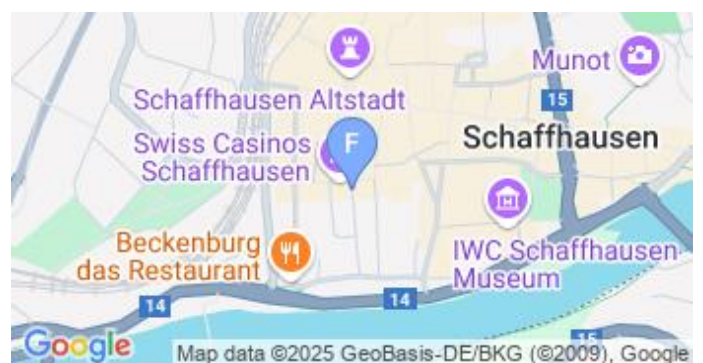 Munot
15
Schaffhausen Altstadt
F
Swiss Casinos
Schaffhausen
Schaffhausen
Beckenburg
das Restaurant
IWC Schaffhausen
Museum
14
14
15
Google
Map data ©2025 GeoBasis-DE/BKG (©2009), Google